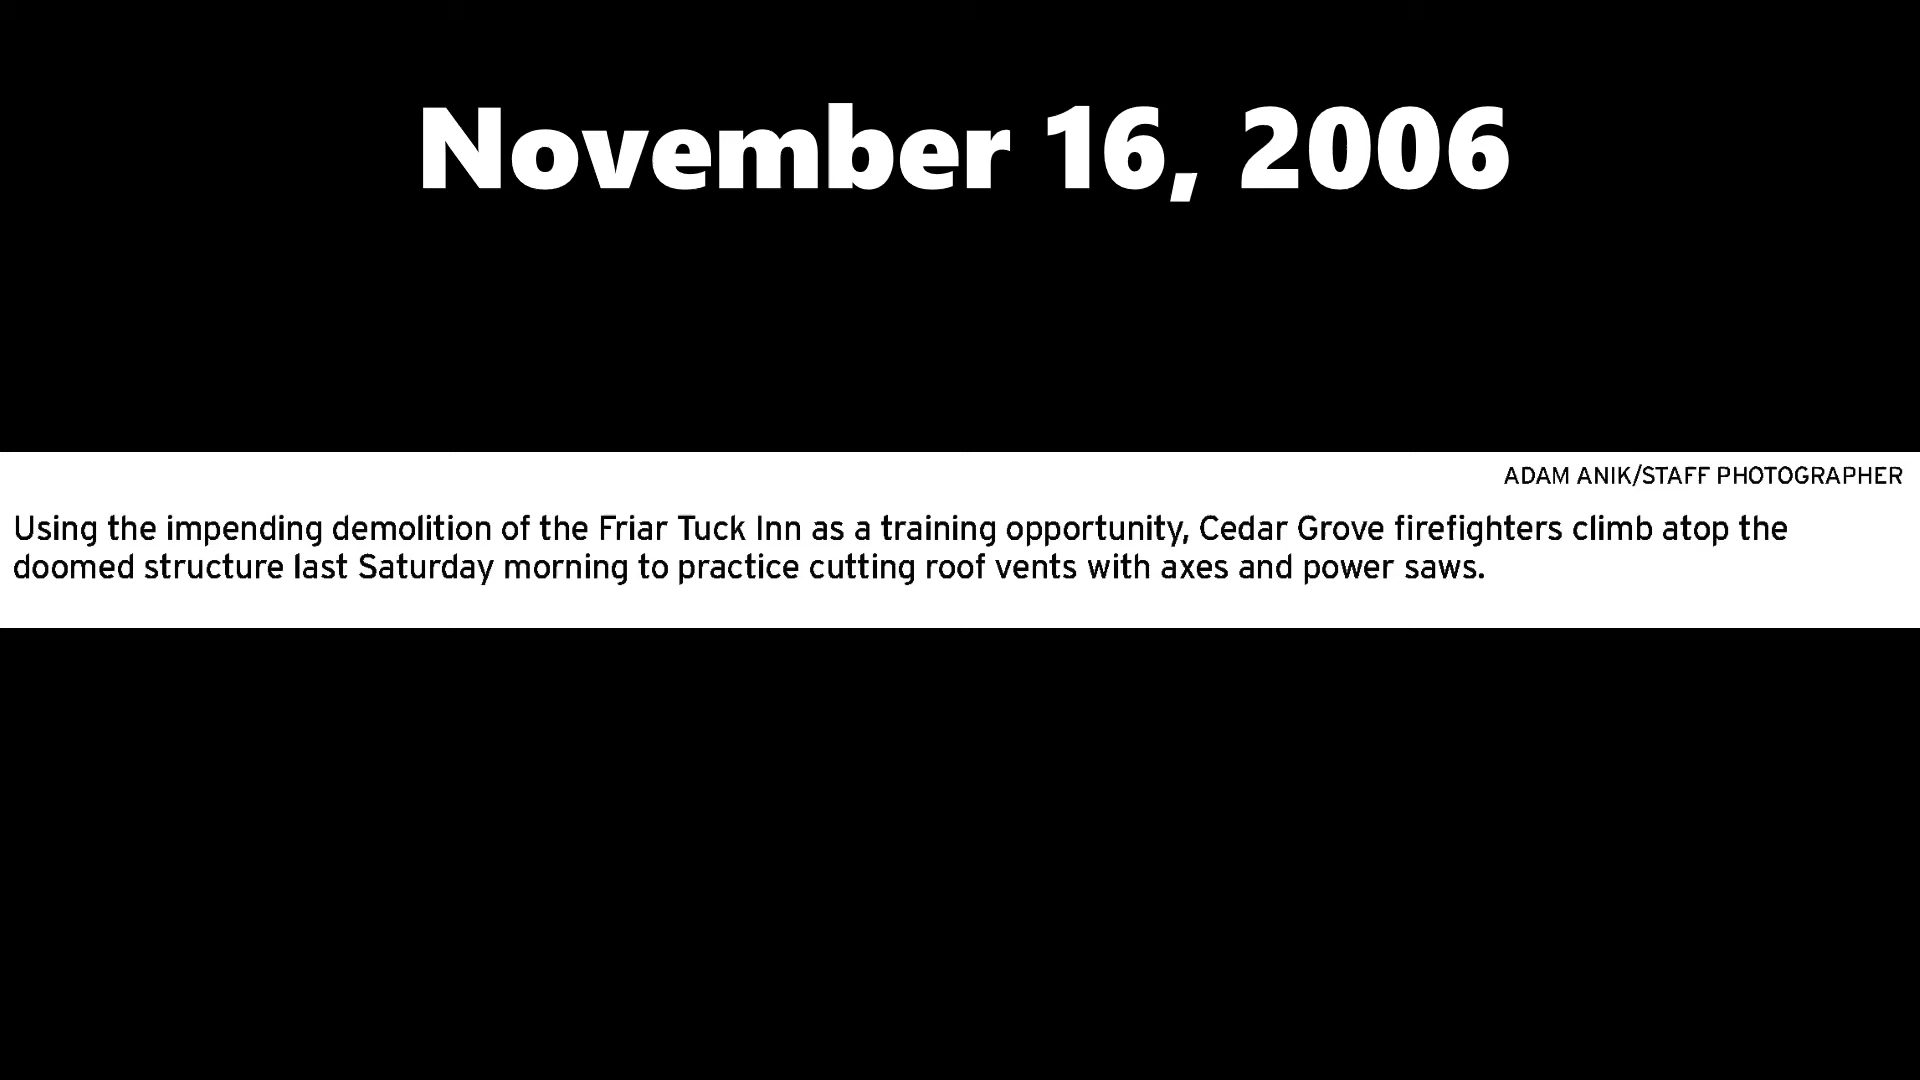 November 16, 2006
ADAM ANIK/STAFF PHOTOGRAPHER
Using the impending demolition of the Friar Tuck Inn as a training opportunity, Cedar Grove firefighters climb atop the
doomed structure last Saturday morning to practice cutting roof vents with axes and power saws.